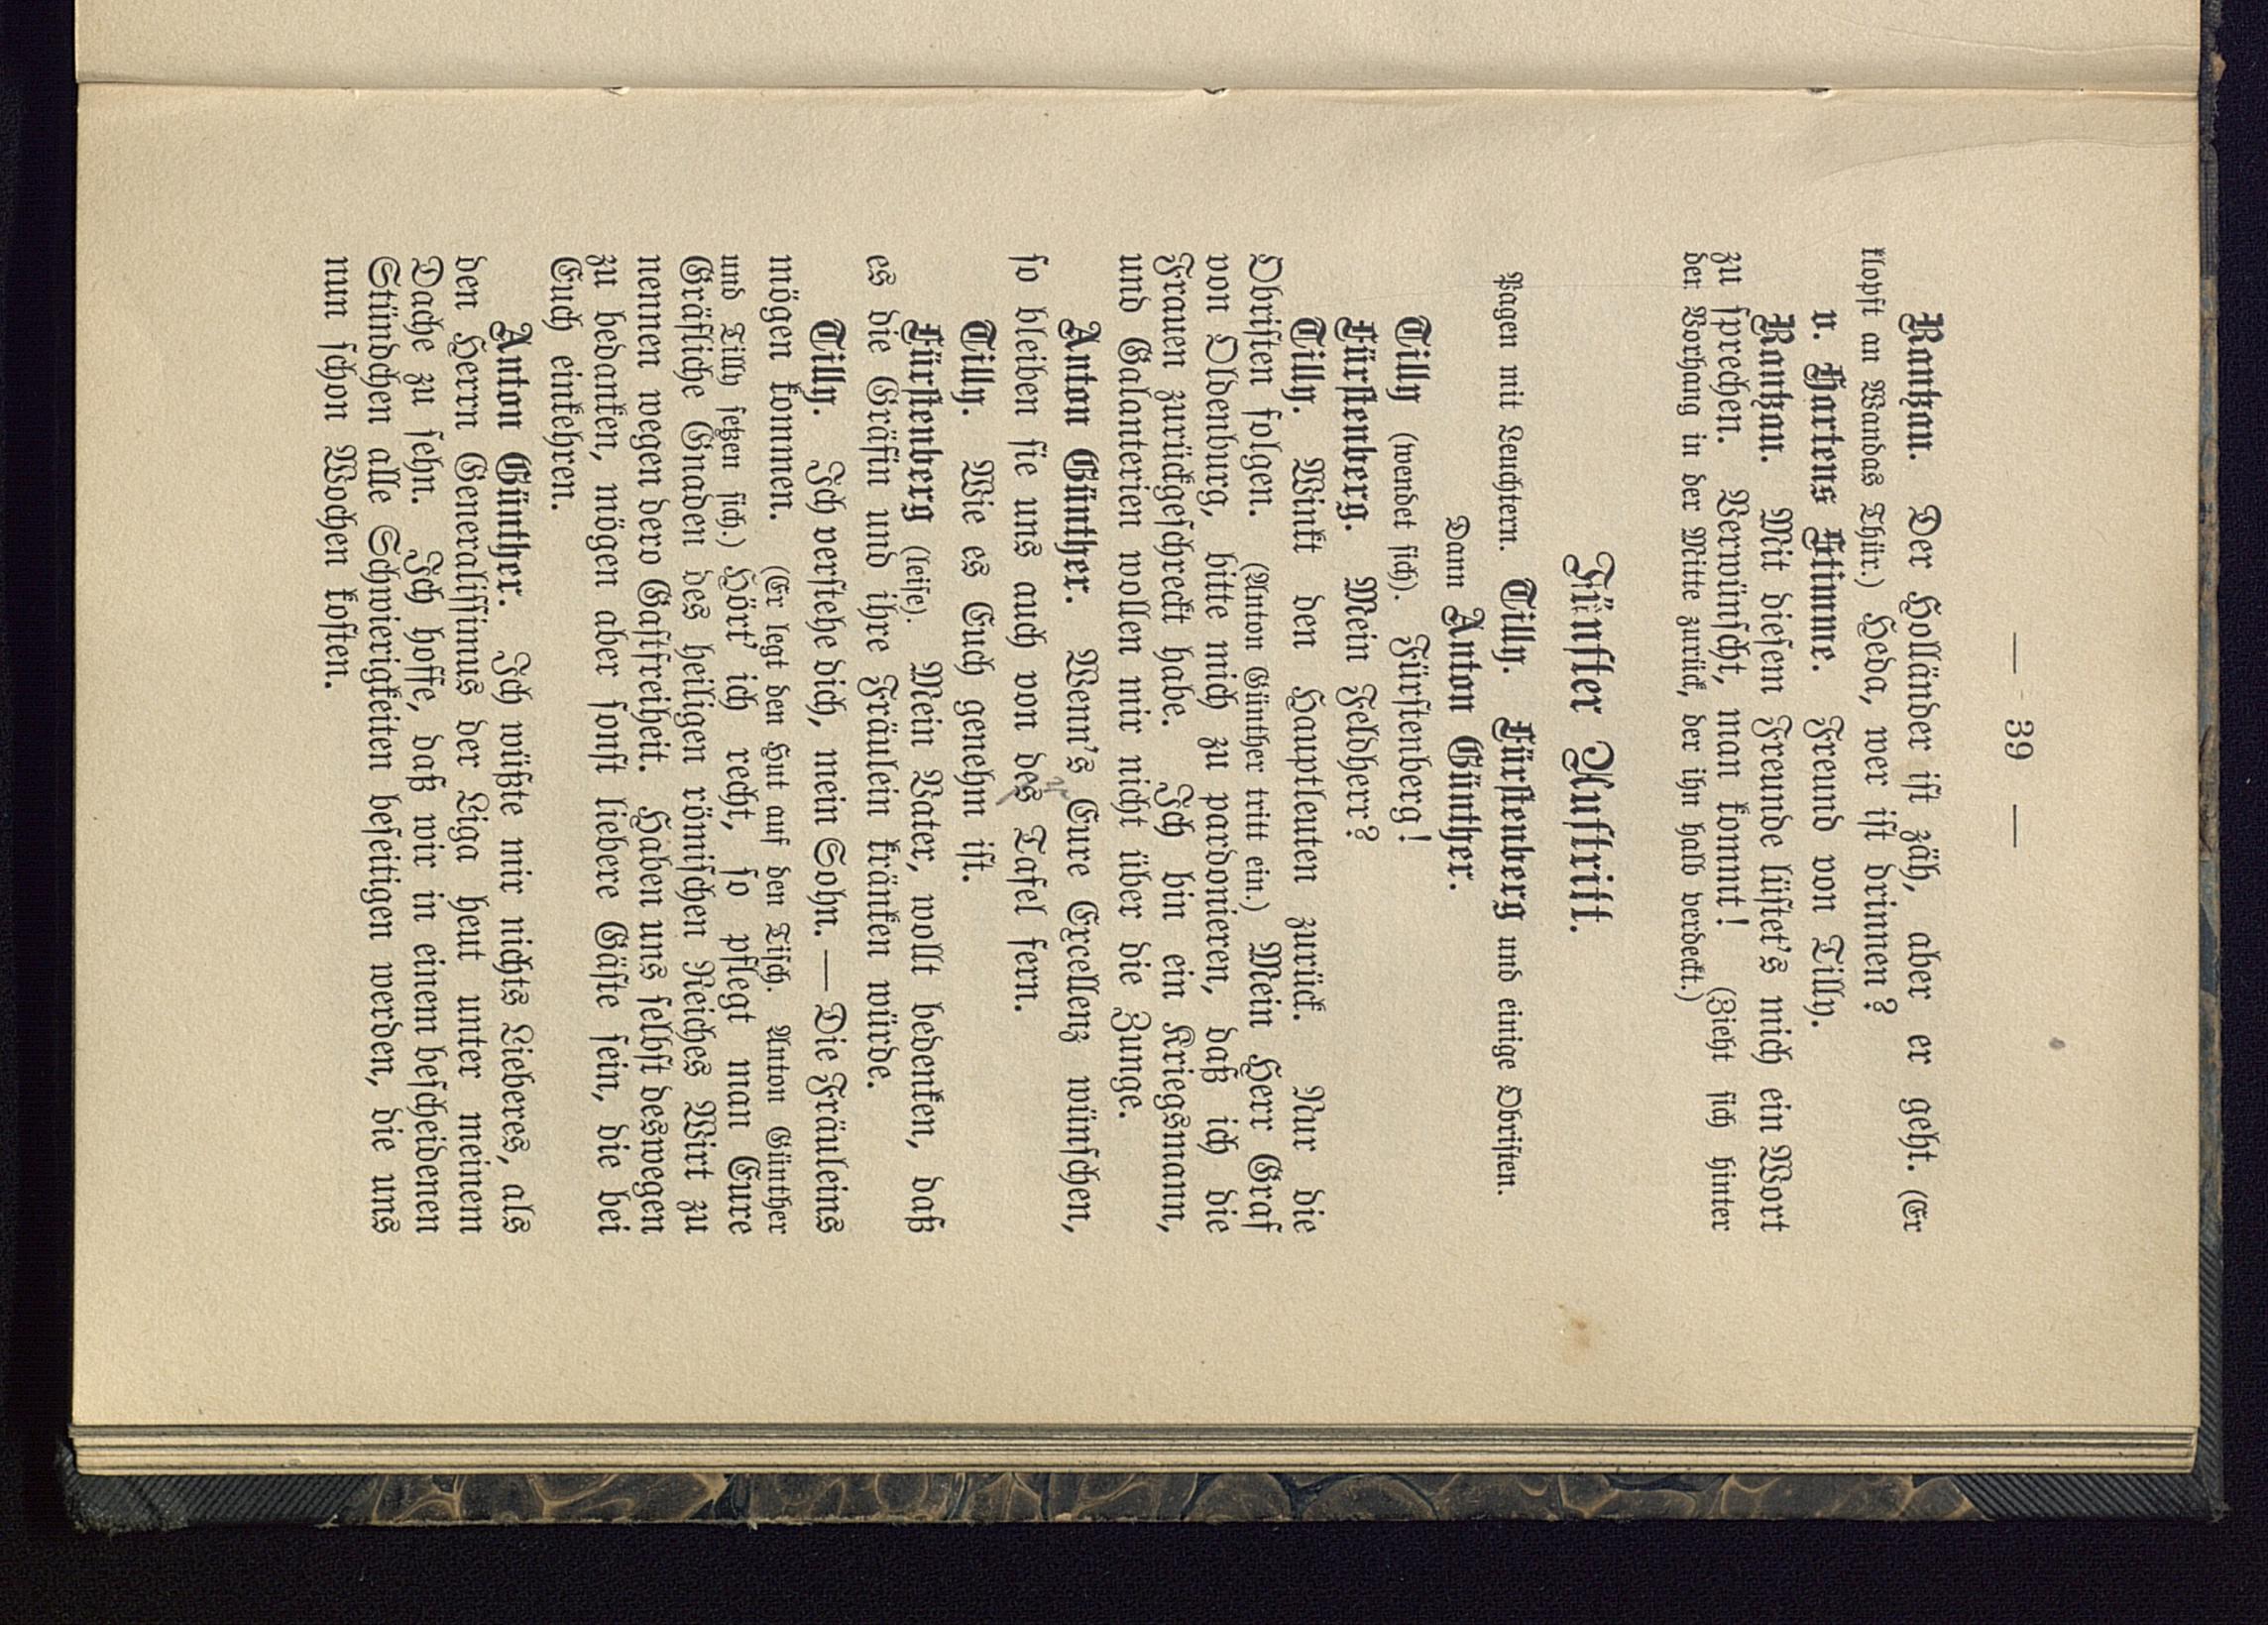 — 39 —
Rantzau. Der Holländer ist zäh, aber er geht. (Er
klopft an Wandas Thür.) Heda, wer ist drinnen?
v. Hartens Stimme. Freund von Tilly.
Rantzau. Mit diesem Freunde lüstet's mich ein Wort
zu sprechen. Verwünscht, man kommt! (Zieht sich hinter
der Vorhang in der Mitte zurück, der ihn halb verdeckt.)
Fünfter Auftritt.
Pagen mit Leuchtern. Tilly. Fürstenberg und einige Obristen.
Dann Anton Günther.
Tilly (wendet sich). Fürstenberg!
Fürstenberg. Mein Feldherr?
Tilly. Winkt den Hauptleuten zurück. Nur die
Obristen folgen. (Anton Günther tritt ein.) Mein Herr Graf
von Oldenburg, bitte mich zu pardonieren, daß ich die
Frauen zurückgeschreckt habe. Ich bin ein Kriegsmann,
und Galanterien wollen mir nicht über die Zunge.
Anton Günther. Wenn's Eure Excellenz wünschen,
so bleiben sie uns auch von des Tafel fern.
Tilly. Wie es Euch genehm ist.
Fürstenberg (leise). Mein Vater, wollt bedenken, daß
es die Gräfin und ihre Fräulein kränken würde.
Tilly. Ich verstehe dich, mein Sohn. — Die Fräuleins
mögen kommen. (Er legt den Hut auf den Tisch. Anton Günther
und Tilly setzen sich.) Hört' ich recht, so pflegt man Eure
Gräfliche Gnaden des heiligen römischen Reiches Wirt zu
nennen wegen dero Gastfreiheit. Haben uns selbst deswegen
zu bedanken, mögen aber sonst liebere Gäste sein, die bei
Euch einkehren.
Anton Günther. Ich wüßte mir nichts Lieberes, als
den Herrn Generalissimus der Liga heut unter meinem
Dache zu sehn. Ich hoffe, daß wir in einem bescheidenen
Stündchen alle Schwierigkeiten beseitigen werden, die uns
nun schon Wochen kosten.